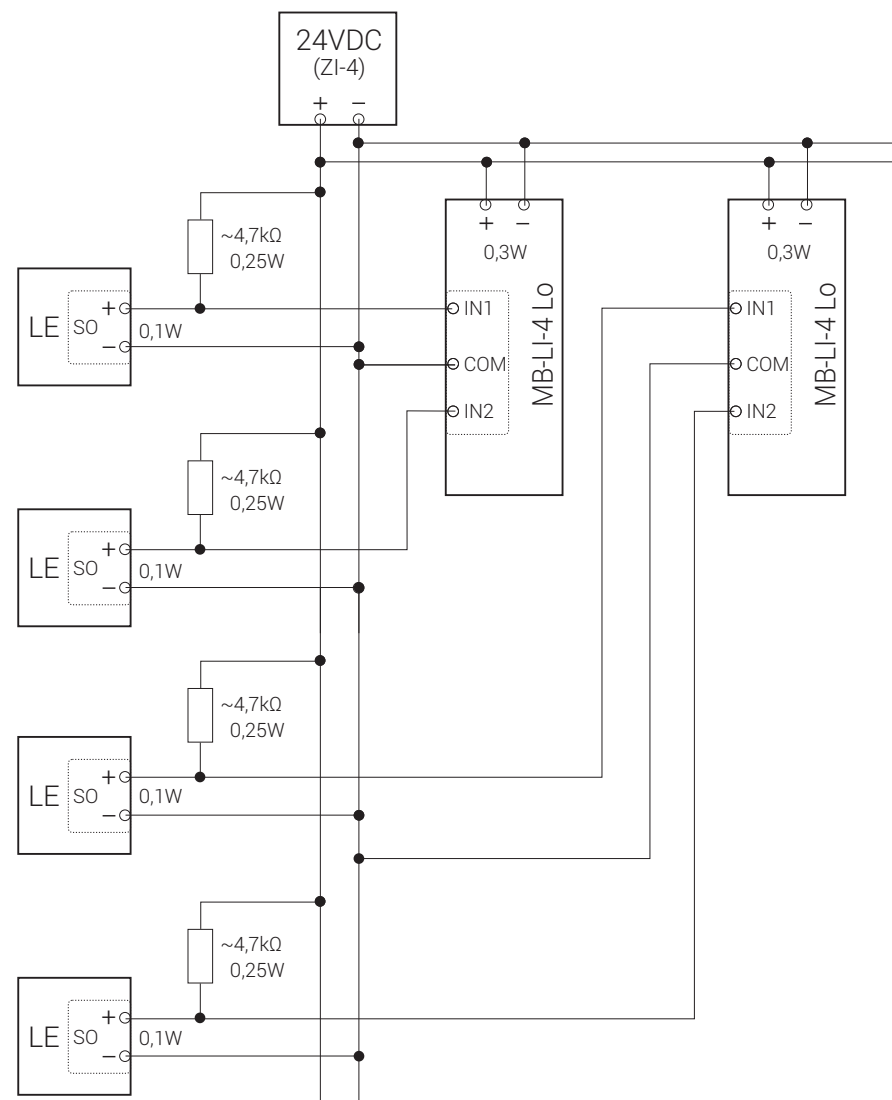 24VDC
(ZI-4)
+ −
+ −
0,3W
MB-LI-4 Lo
IN1
COM
IN2
+ −
0,3W
MB-LI-4 Lo
IN1
COM
IN2
~4,7kΩ
0,25W
LE SO + −
0,1W
~4,7kΩ
0,25W
LE SO + −
0,1W
~4,7kΩ
0,25W
LE SO + −
0,1W
~4,7kΩ
0,25W
LE SO + −
0,1W